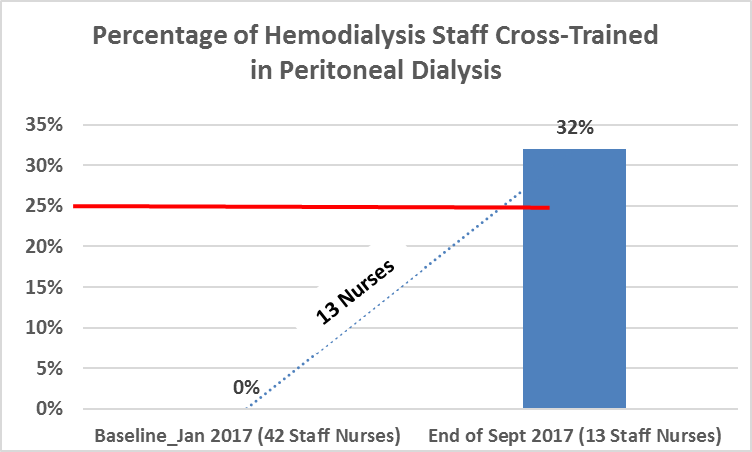 Percentage of Hemodialysis Staff Cross-Trained
in Peritoneal Dialysis
35%
30%
25%
20%
15%
10%
5%
0%
32%
13 Nurses
0%
Baseline_Jan 2017 (42 Staff Nurses)
End of Sept 2017 (13 Staff Nurses)